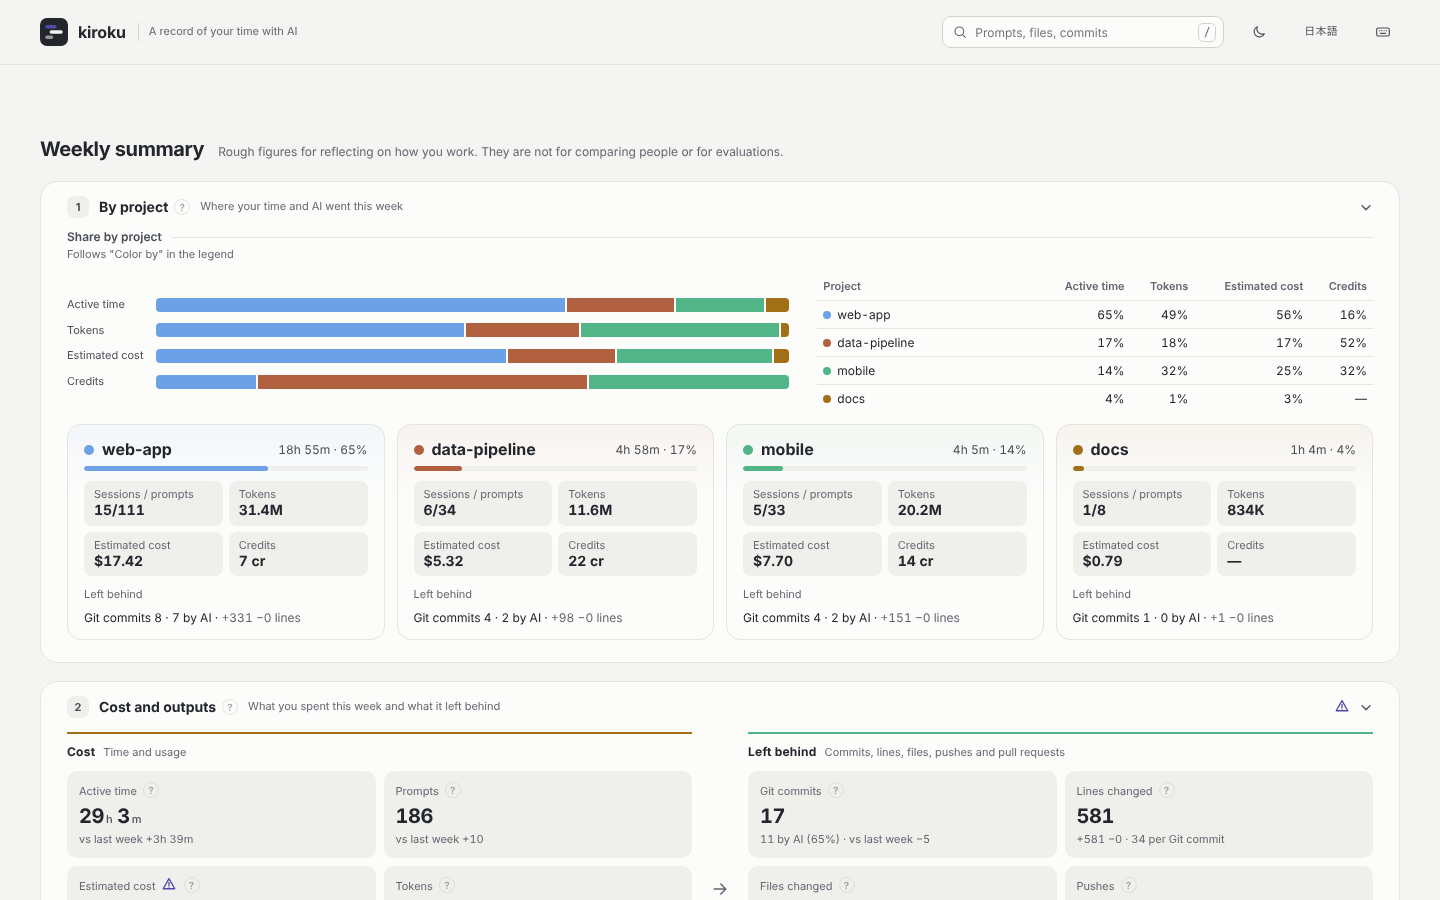 kiroku
A record of your time with AI
Prompts, files, commits
/
日本語
Weekly summary
Rough figures for reflecting on how you work. They are not for comparing people or for evaluations.
1
By project
?
Where your time and AI went this week
Share by project
Follows "Color by" in the legend
Active time
Tokens
Estimated cost
Credits
Project Active time Tokens Estimated cost Credits
web-app 65% 49% 56% 16%
data-pipeline 17% 18% 17% 52%
mobile 14% 32% 25% 32%
docs 4% 1% 3% —
web-app 18h 55m · 65%
Sessions / prompts
15/111
Tokens
31.4M
Estimated cost
$17.42
Credits
7 cr
Left behind
Git commits 8 · 7 by AI · +331 −0 lines
data-pipeline 4h 58m · 17%
Sessions / prompts
6/34
Tokens
11.6M
Estimated cost
$5.32
Credits
22 cr
Left behind
Git commits 4 · 2 by AI · +98 −0 lines
mobile 4h 5m · 14%
Sessions / prompts
5/33
Tokens
20.2M
Estimated cost
$7.70
Credits
14 cr
Left behind
Git commits 4 · 2 by AI · +151 −0 lines
docs 1h 4m · 4%
Sessions / prompts
1/8
Tokens
834K
Estimated cost
$0.79
Credits
—
Left behind
Git commits 1 · 0 by AI · +1 −0 lines
2
Cost and outputs
?
What you spent this week and what it left behind
Cost Time and usage
Active time ?
29h 3m
vs last week +3h 39m
Prompts ?
186
vs last week +10
Estimated cost ?
Tokens ?
Left behind Commits, lines, files, pushes and pull requests
Git commits ?
17
11 by AI (65%) · vs last week −5
Lines changed ?
581
+581 −0 · 34 per Git commit
Files changed ?
Pushes ?